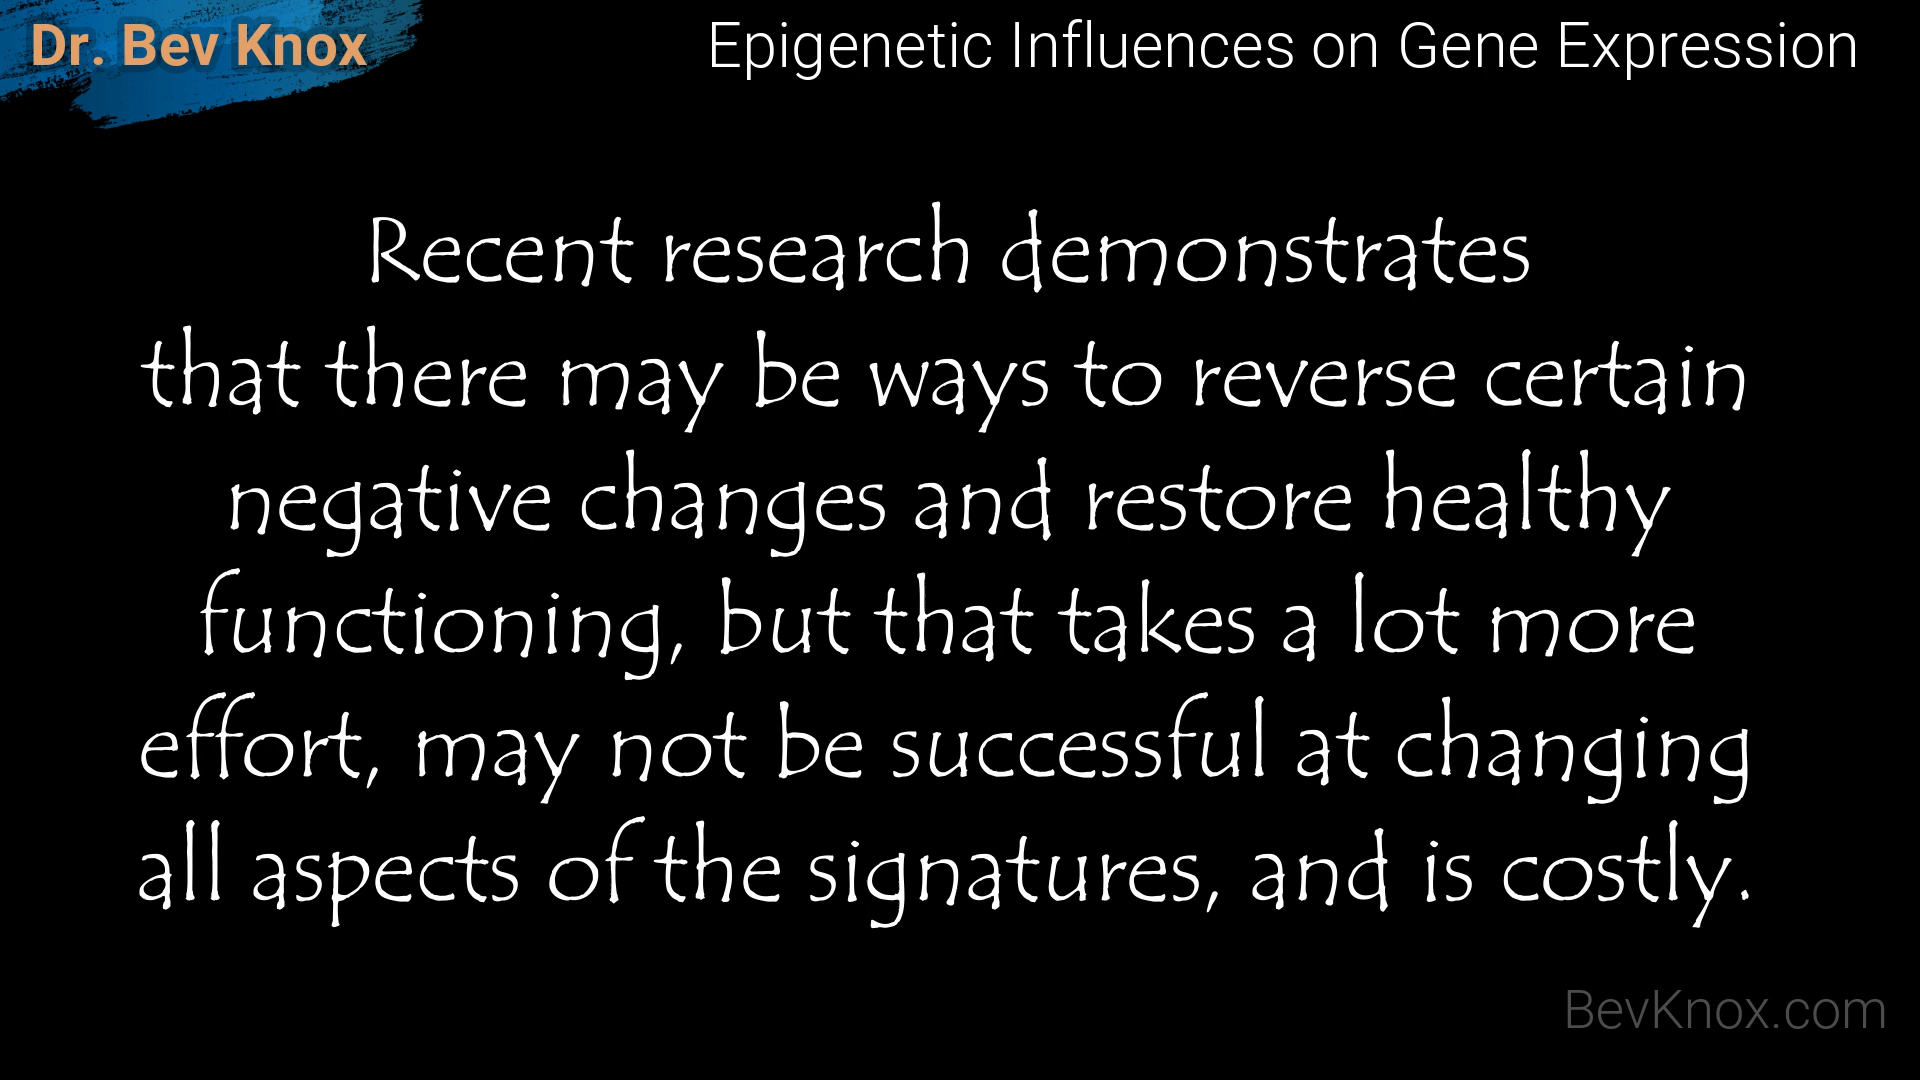 Dr. Bev Knox
Epigenetic Influences on Gene Expression
Recent research demonstrates
that there may be ways to reverse certain
negative changes and restore healthy
functioning, but that takes a lot more
effort, may not be successful at changing
all aspects of the signatures, and is costly.
BevKnox.com